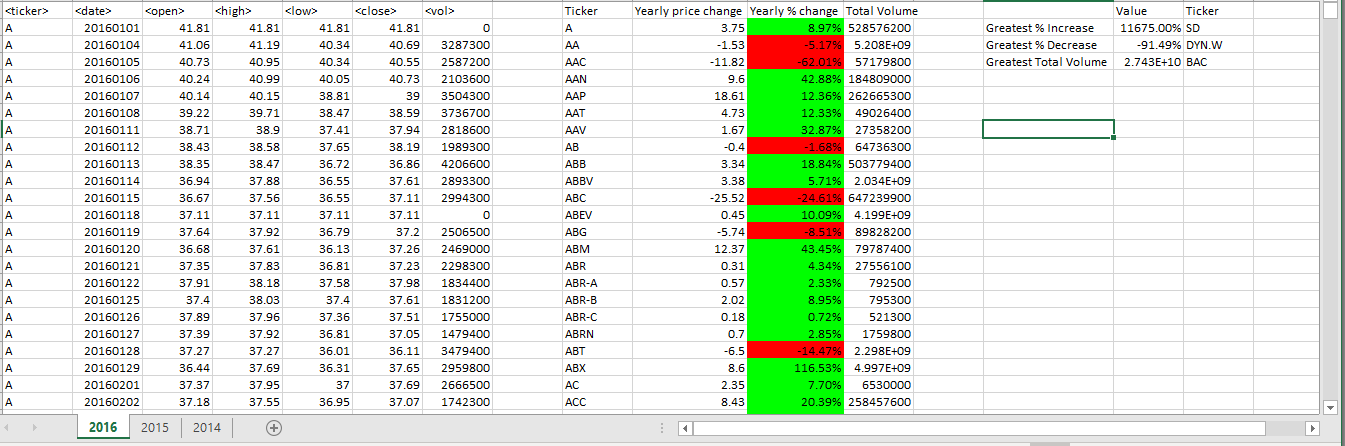 <ticker> <date> <open> <high> <low> <close> <vol> Ticker Yearly price change Yearly % change Total Volume Value Ticker
A 20160101 41.81 41.81 41.81 41.81 0 A 3.75 8.97% 528576200 Greatest % Increase 11675.00% SD
A 20160104 41.06 41.19 40.34 40.69 3287300 AA -1.53 -5.17% 5.208E+09 Greatest % Decrease -91.49% DYN.W
A 20160105 40.73 40.95 40.34 40.55 2587200 AAC -11.82 -62.01% 57179800 Greatest Total Volume 2.743E+10 BAC
A 20160106 40.24 40.99 40.05 40.73 2103600 AAN 9.6 42.88% 184809000
A 20160107 40.14 40.15 38.81 39 3504300 AAP 18.61 12.36% 262665300
A 20160108 39.22 39.71 38.47 38.59 3736700 AAT 4.73 12.33% 49026400
A 20160111 38.71 38.9 37.41 37.94 2818600 AAV 1.67 32.87% 27358200
A 20160112 38.43 38.58 37.65 38.19 1989300 AB -0.4 -1.68% 64736300
A 20160113 38.35 38.47 36.72 36.86 4206600 ABB 3.34 18.84% 503779400
A 20160114 36.94 37.88 36.55 37.61 2893300 ABBV 3.38 5.71% 2.034E+09
A 20160115 36.67 37.56 36.55 37.11 2994300 ABC -25.52 -24.61% 647239900
A 20160118 37.11 37.11 37.11 37.11 0 ABEV 0.45 10.09% 4.199E+09
A 20160119 37.64 37.92 36.79 37.2 2506500 ABG -5.74 -8.51% 89828200
A 20160120 36.68 37.61 36.13 37.26 2469000 ABM 12.37 43.45% 79787400
A 20160121 37.35 37.83 36.81 37.23 2298300 ABR 0.31 4.34% 27556100
A 20160122 37.91 38.18 37.58 37.98 1834400 ABR-A 0.57 2.33% 792500
A 20160125 37.4 38.03 37.4 37.61 1831200 ABR-B 2.02 8.95% 795300
A 20160126 37.89 37.96 37.36 37.51 1755000 ABR-C 0.18 0.72% 521300
A 20160127 37.39 37.92 36.81 37.05 1479400 ABRN 0.7 2.85% 1759800
A 20160128 37.27 37.27 36.01 36.11 3479400 ABT -6.5 -14.47% 2.298E+09
A 20160129 36.44 37.69 36.31 37.65 2959800 ABX 8.6 116.53% 4.997E+09
A 20160201 37.37 37.95 37 37.69 2666500 AC 2.35 7.70% 6530000
A 20160202 37.18 37.55 36.95 37.07 1742300 ACC 8.43 20.39% 258457600
2016 2015 2014